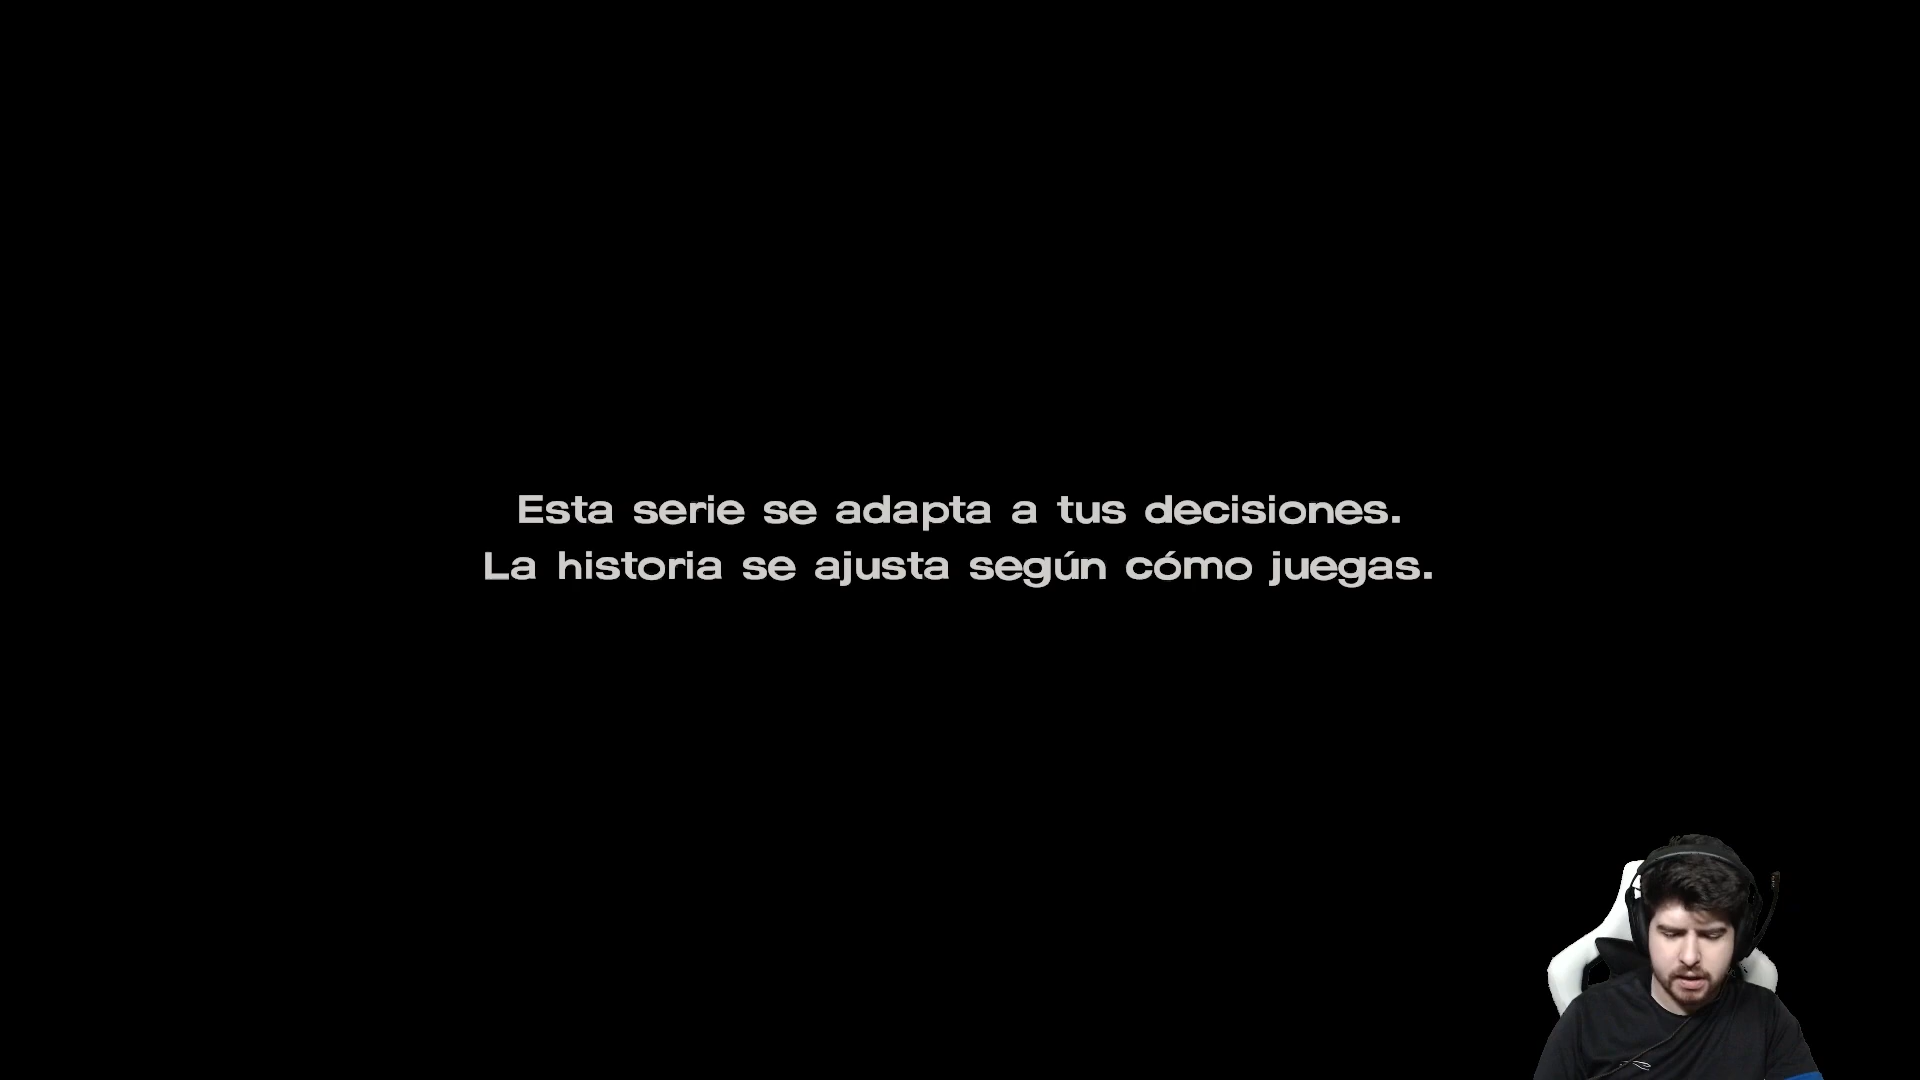 Esta serie se adapta a tus decisiones.
La historia se ajusta según cómo juegas.